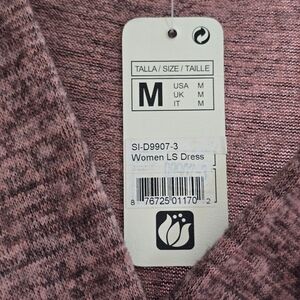 TALLA / SIZE / TAILLE
M
USA M
UK M
IT M
SI-D9907-3
Women LS Dress
8 76725 01170 2